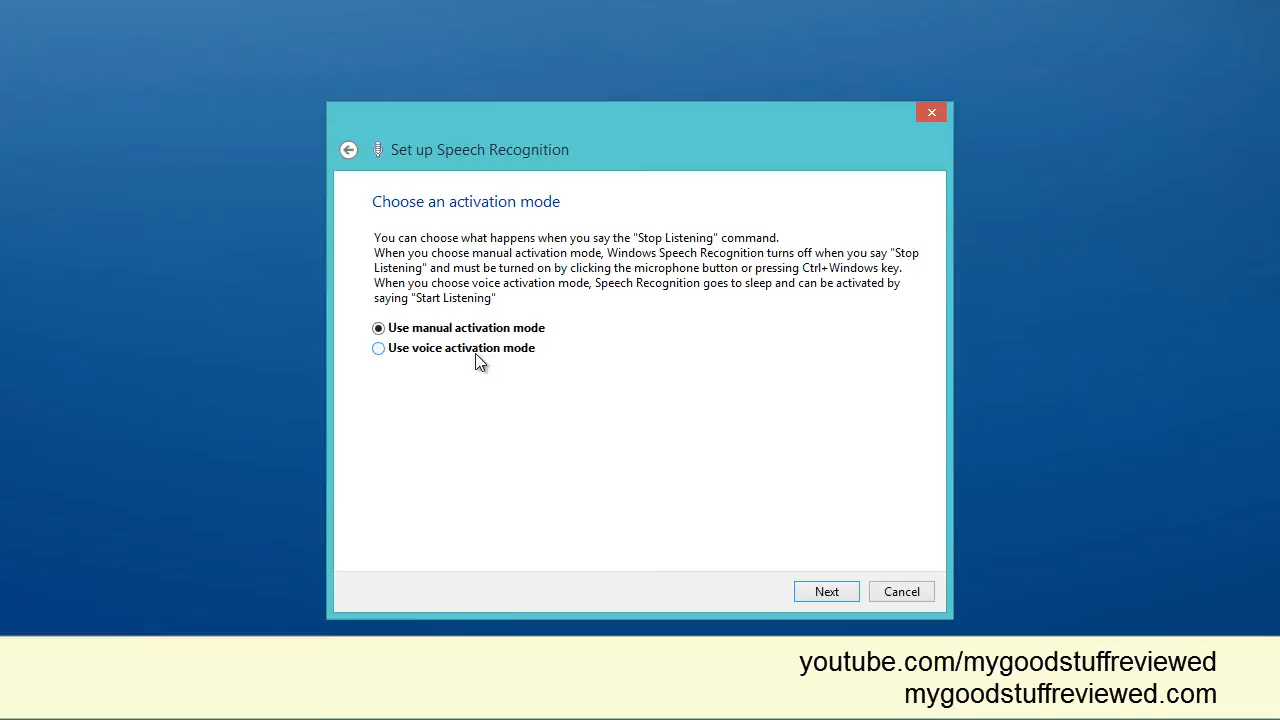 Set up Speech Recognition
Choose an activation mode
You can choose what happens when you say the "Stop Listening" command.
When you choose manual activation mode, Windows Speech Recognition turns off when you say "Stop
Listening" and must be turned on by clicking the microphone button or pressing Ctrl+Windows key.
When you choose voice activation mode, Speech Recognition goes to sleep and can be activated by
saying "Start Listening"
Use manual activation mode
Use voice activation mode
Next Cancel
youtube.com/mygoodstuffreviewed
mygoodstuffreviewed.com